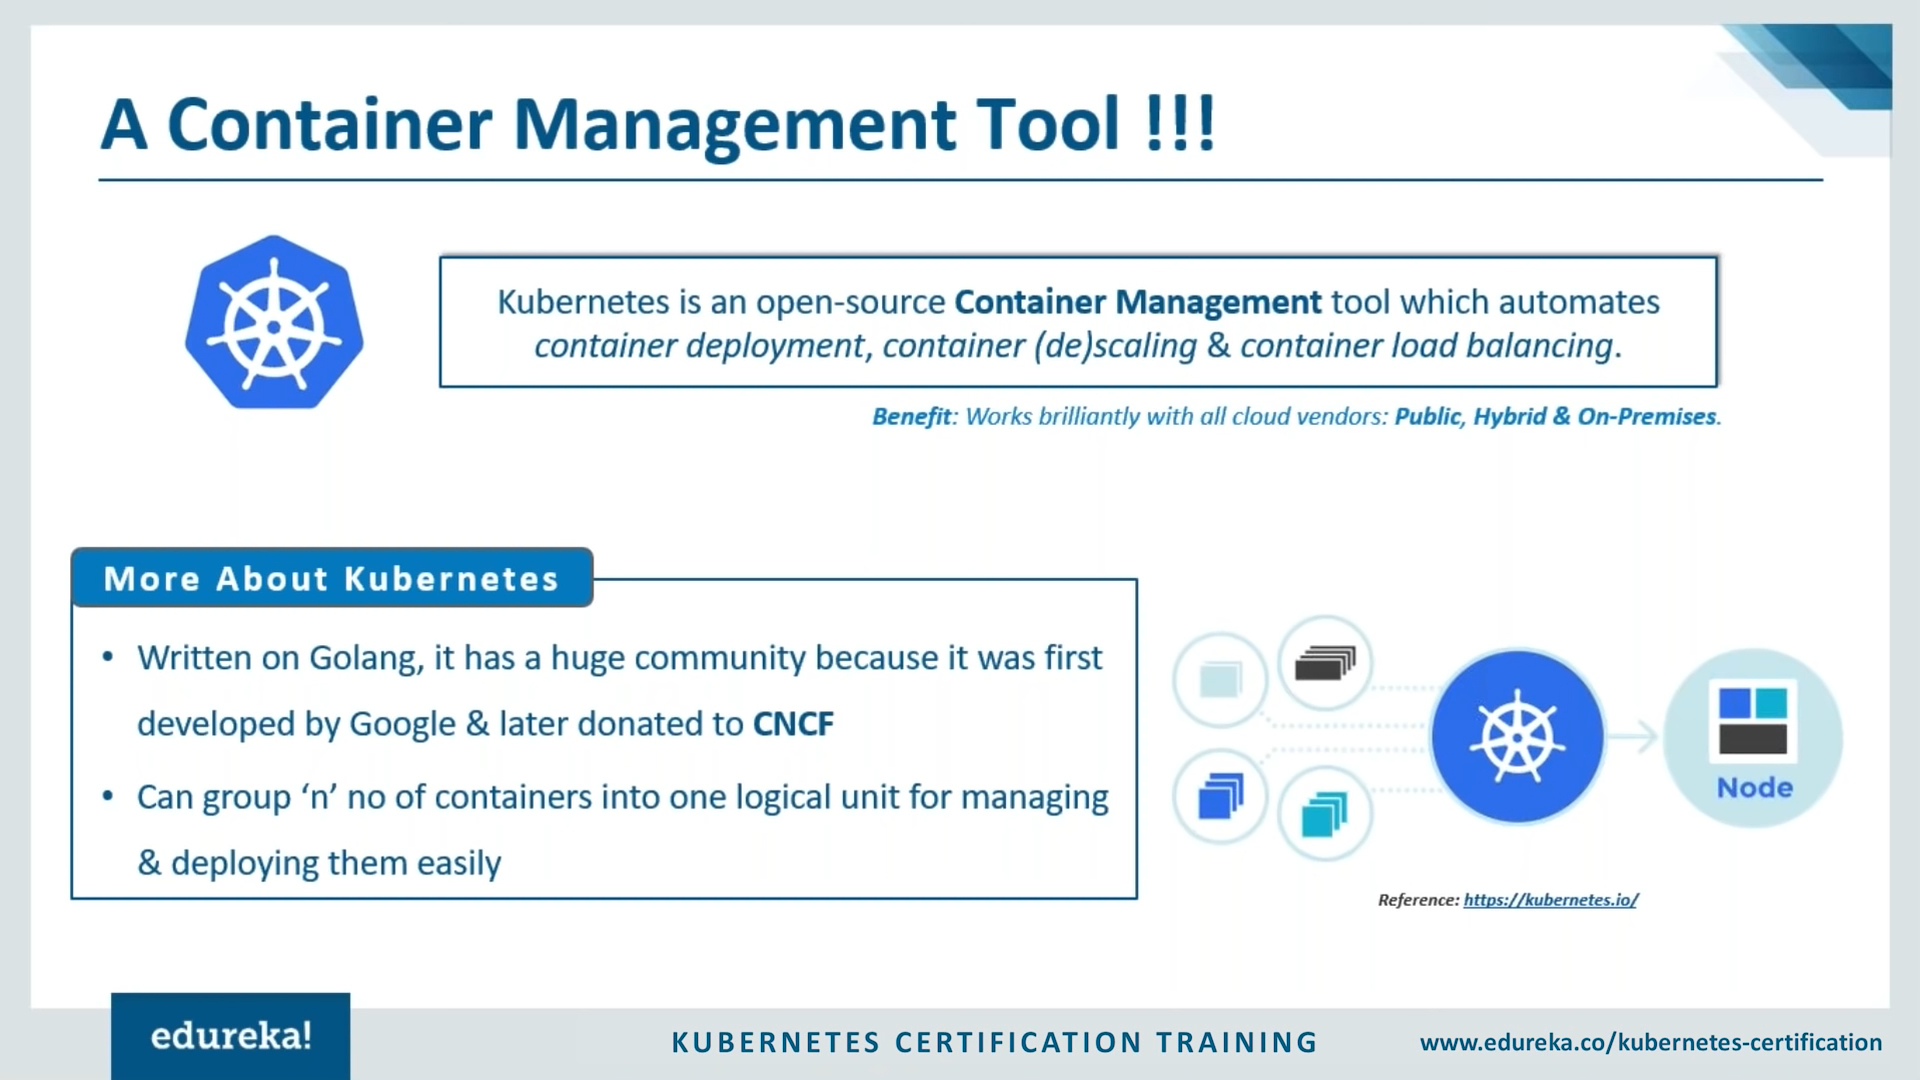 A Container Management Tool !!!
Kubernetes is an open-source Container Management tool which automates
container deployment, container (de)scaling & container load balancing.
Benefit: Works brilliantly with all cloud vendors: Public, Hybrid & On-Premises.
More About Kubernetes
• Written on Golang, it has a huge community because it was first
developed by Google & later donated to CNCF
• Can group ‘n’ no of containers into one logical unit for managing
& deploying them easily
Node
Reference: https://kubernetes.io/
edureka!
KUBERNETES CERTIFICATION TRAINING
www.edureka.co/kubernetes-certification